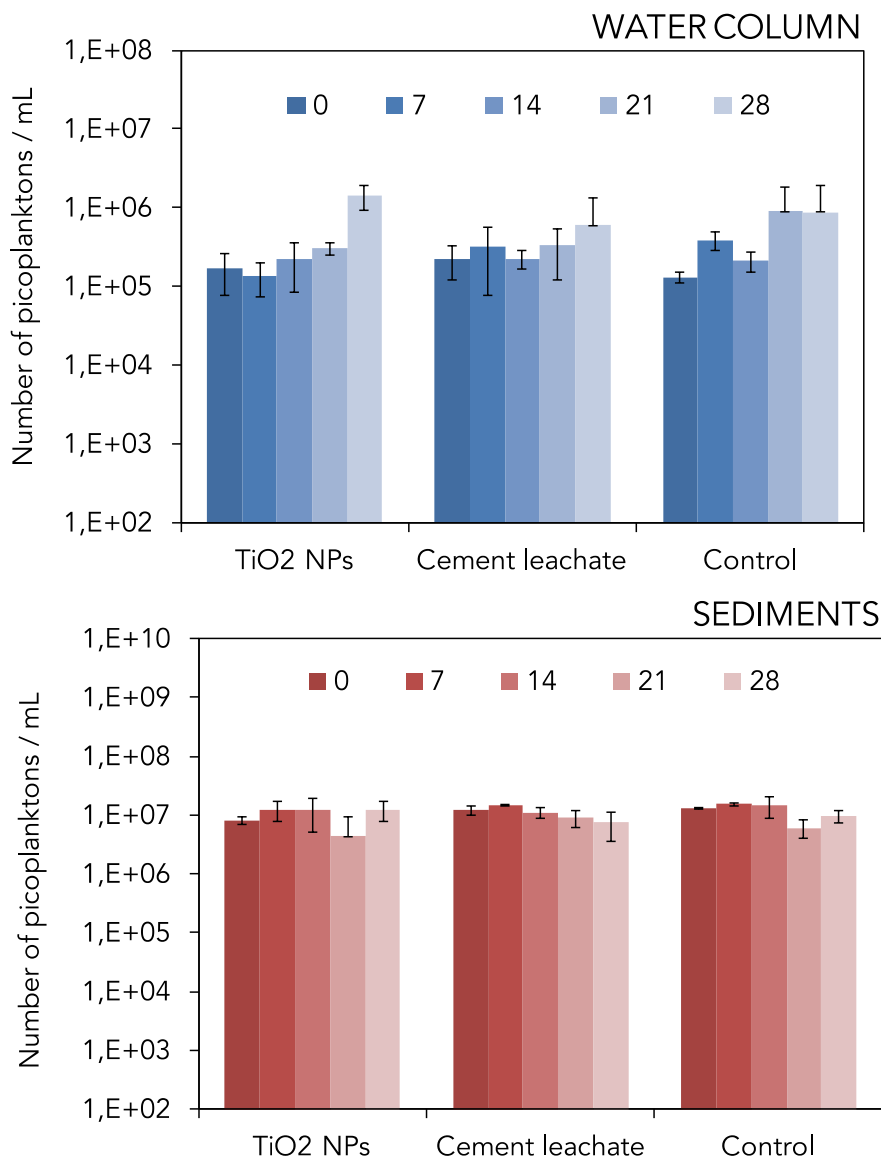 WATER COLUMN
Number of picoplanktons / mL
1,E+08
1,E+07
1,E+06
1,E+05
1,E+04
1,E+03
1,E+02
0 7 14 21 28
TiO2 NPs Cement leachate Control
SEDIMENTS
Number of picoplanktons / mL
1,E+10
1,E+09
1,E+08
1,E+07
1,E+06
1,E+05
1,E+04
1,E+03
1,E+02
0 7 14 21 28
TiO2 NPs Cement leachate Control